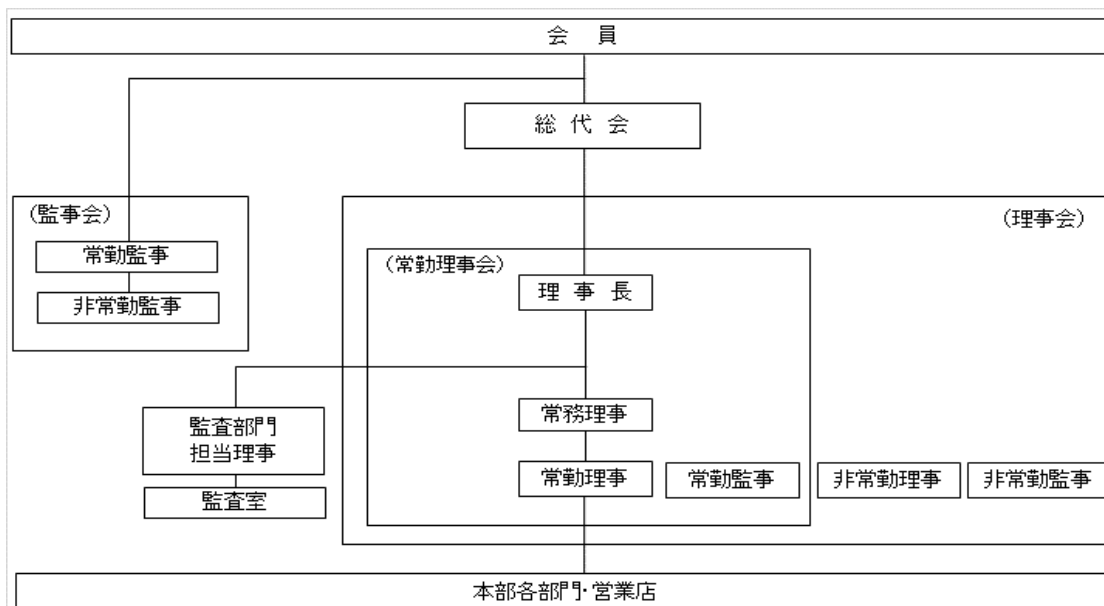 会 員
総 代 会
（監事会）
（理事会）
常勤監事
（常勤理事会）
非常勤監事
理 事 長
監査部門
担当理事
常務理事
常勤理事
常勤監事
非常勤理事
非常勤監事
監査室
本部各部門・営業店